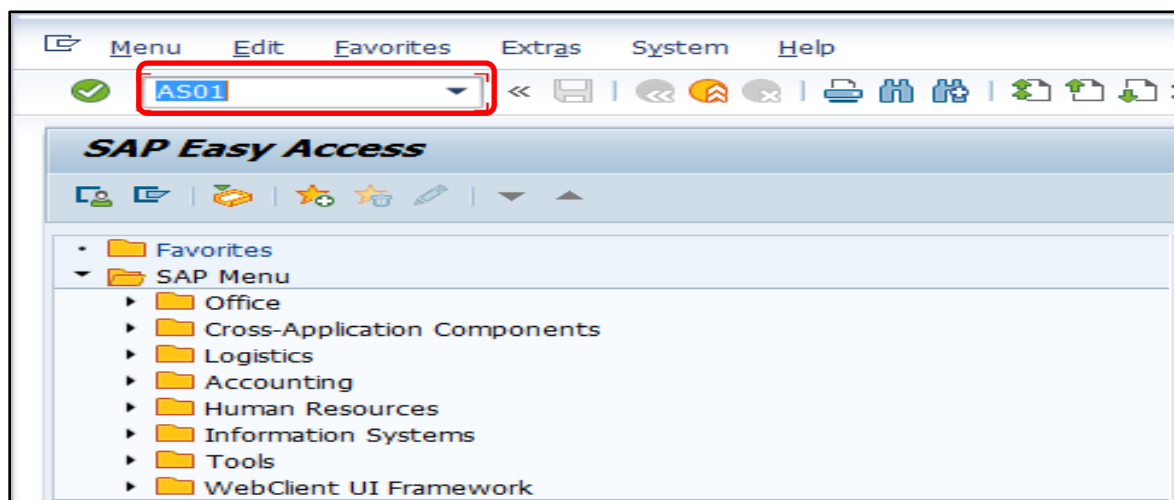 Menu Edit Favorites Extras System Help
AS01
SAP Easy Access
Favorites
SAP Menu
Office
Cross-Application Components
Logistics
Accounting
Human Resources
Information Systems
Tools
WebClient UI Framework